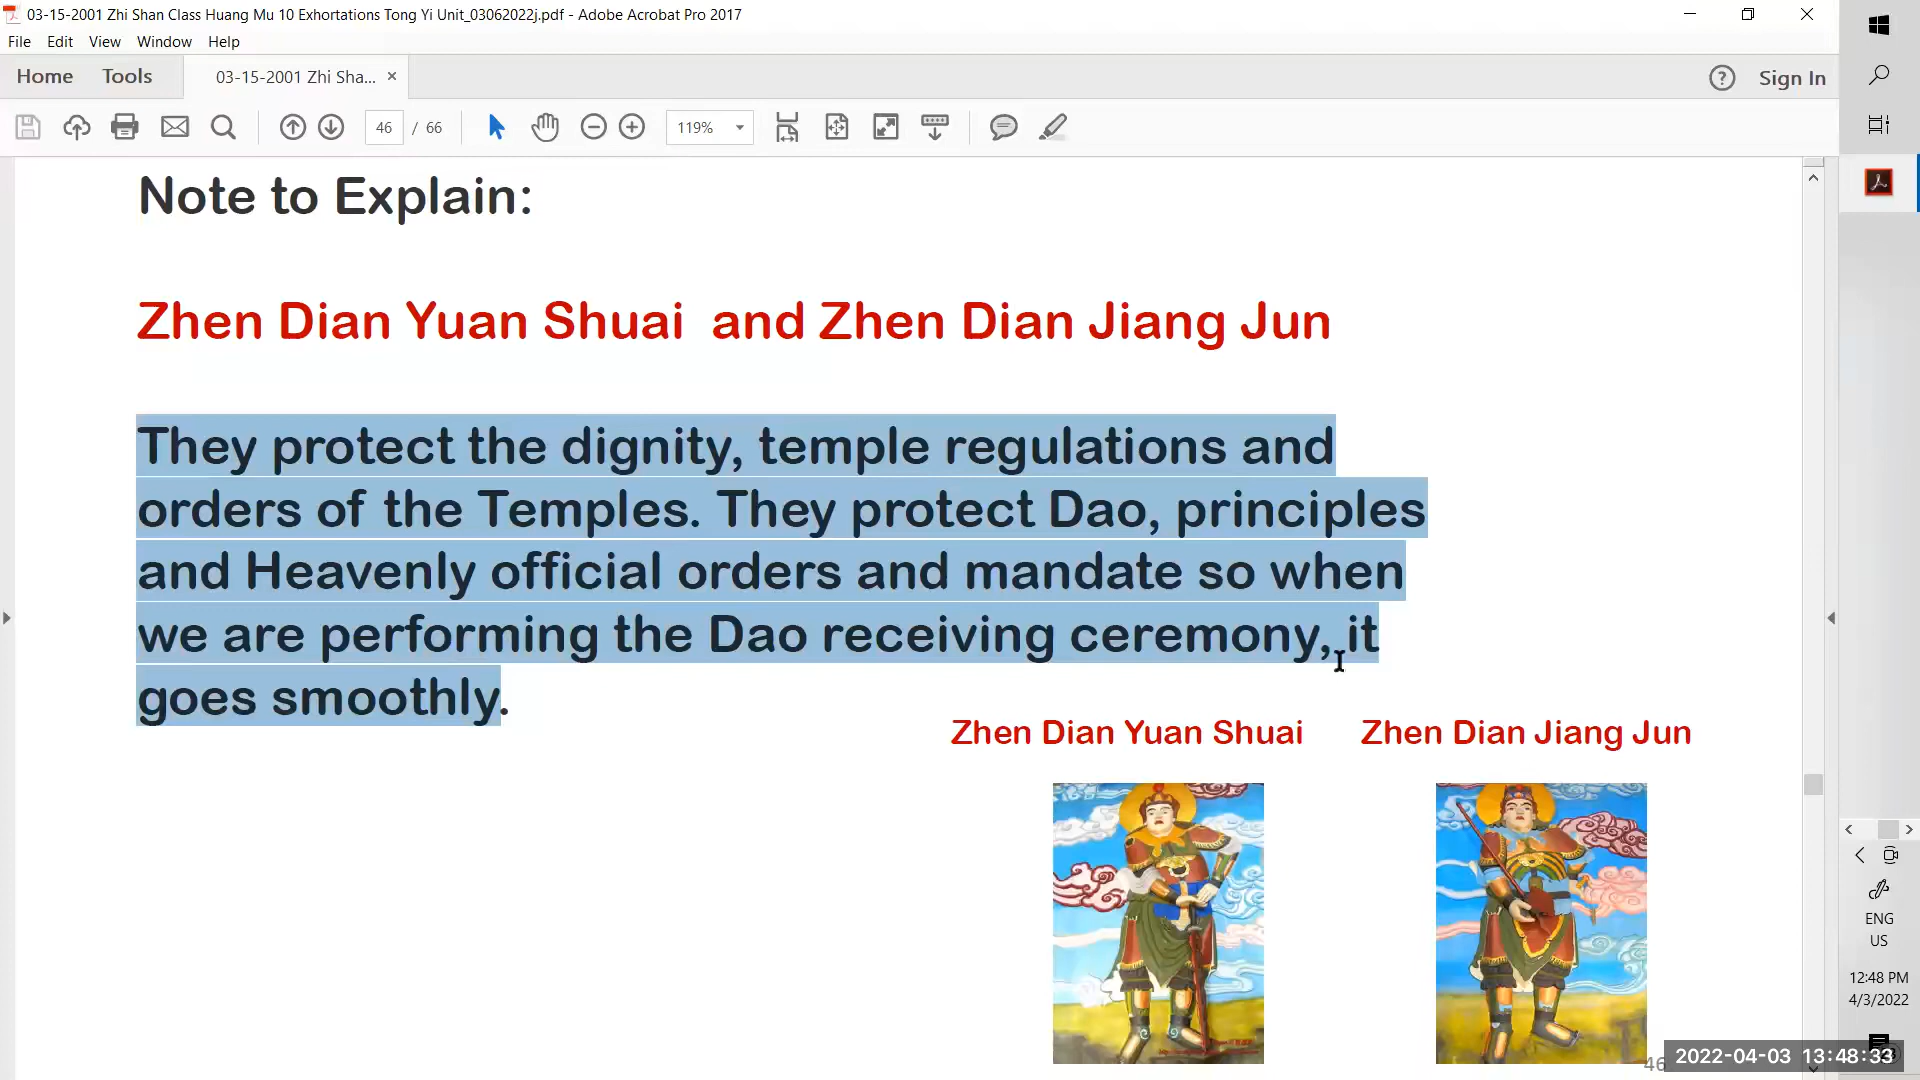 03-15-2001 Zhi Shan Class Huang Mu 10 Exhortations Tong Yi Unit_03062022j.pdf - Adobe Acrobat Pro 2017
File Edit View Window Help
Home Tools 03-15-2001 Zhi Sha... × Sign In
46 / 66 119%
Note to Explain:
Zhen Dian Yuan Shuai and Zhen Dian Jiang Jun
They protect the dignity, temple regulations and
orders of the Temples. They protect Dao, principles
and Heavenly official orders and mandate so when
we are performing the Dao receiving ceremony, it
goes smoothly.
Zhen Dian Yuan Shuai Zhen Dian Jiang Jun
ENG
US
12:48 PM
4/3/2022
46
2022-04-03 13:48:33